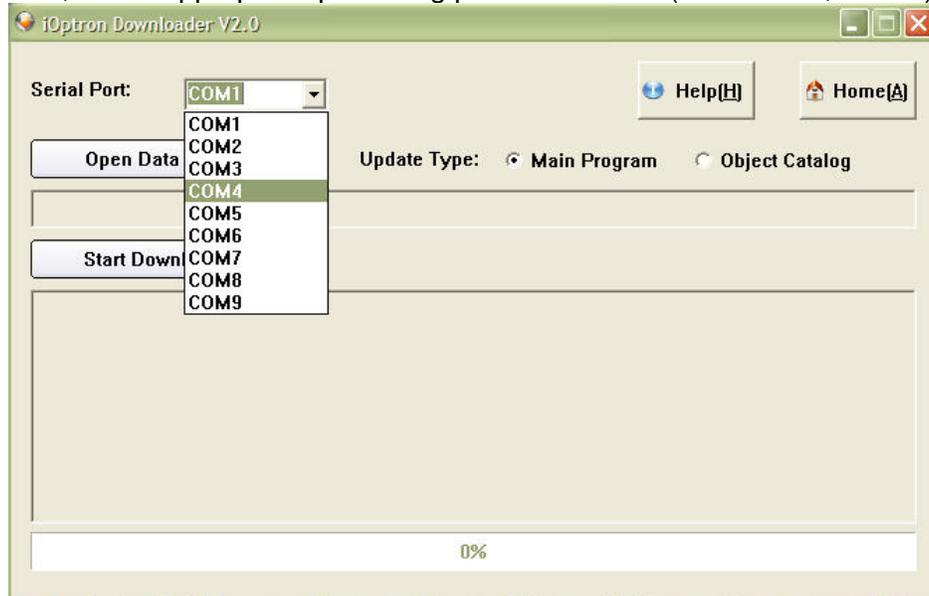 iOptron Downloader V2.0
Serial Port:
COM1
Help(H)
Home(A)
COM1
COM2
COM3
COM4
COM5
COM6
COM7
COM8
COM9
Open Data
Update Type:
Main Program
Object Catalog
Start
0%